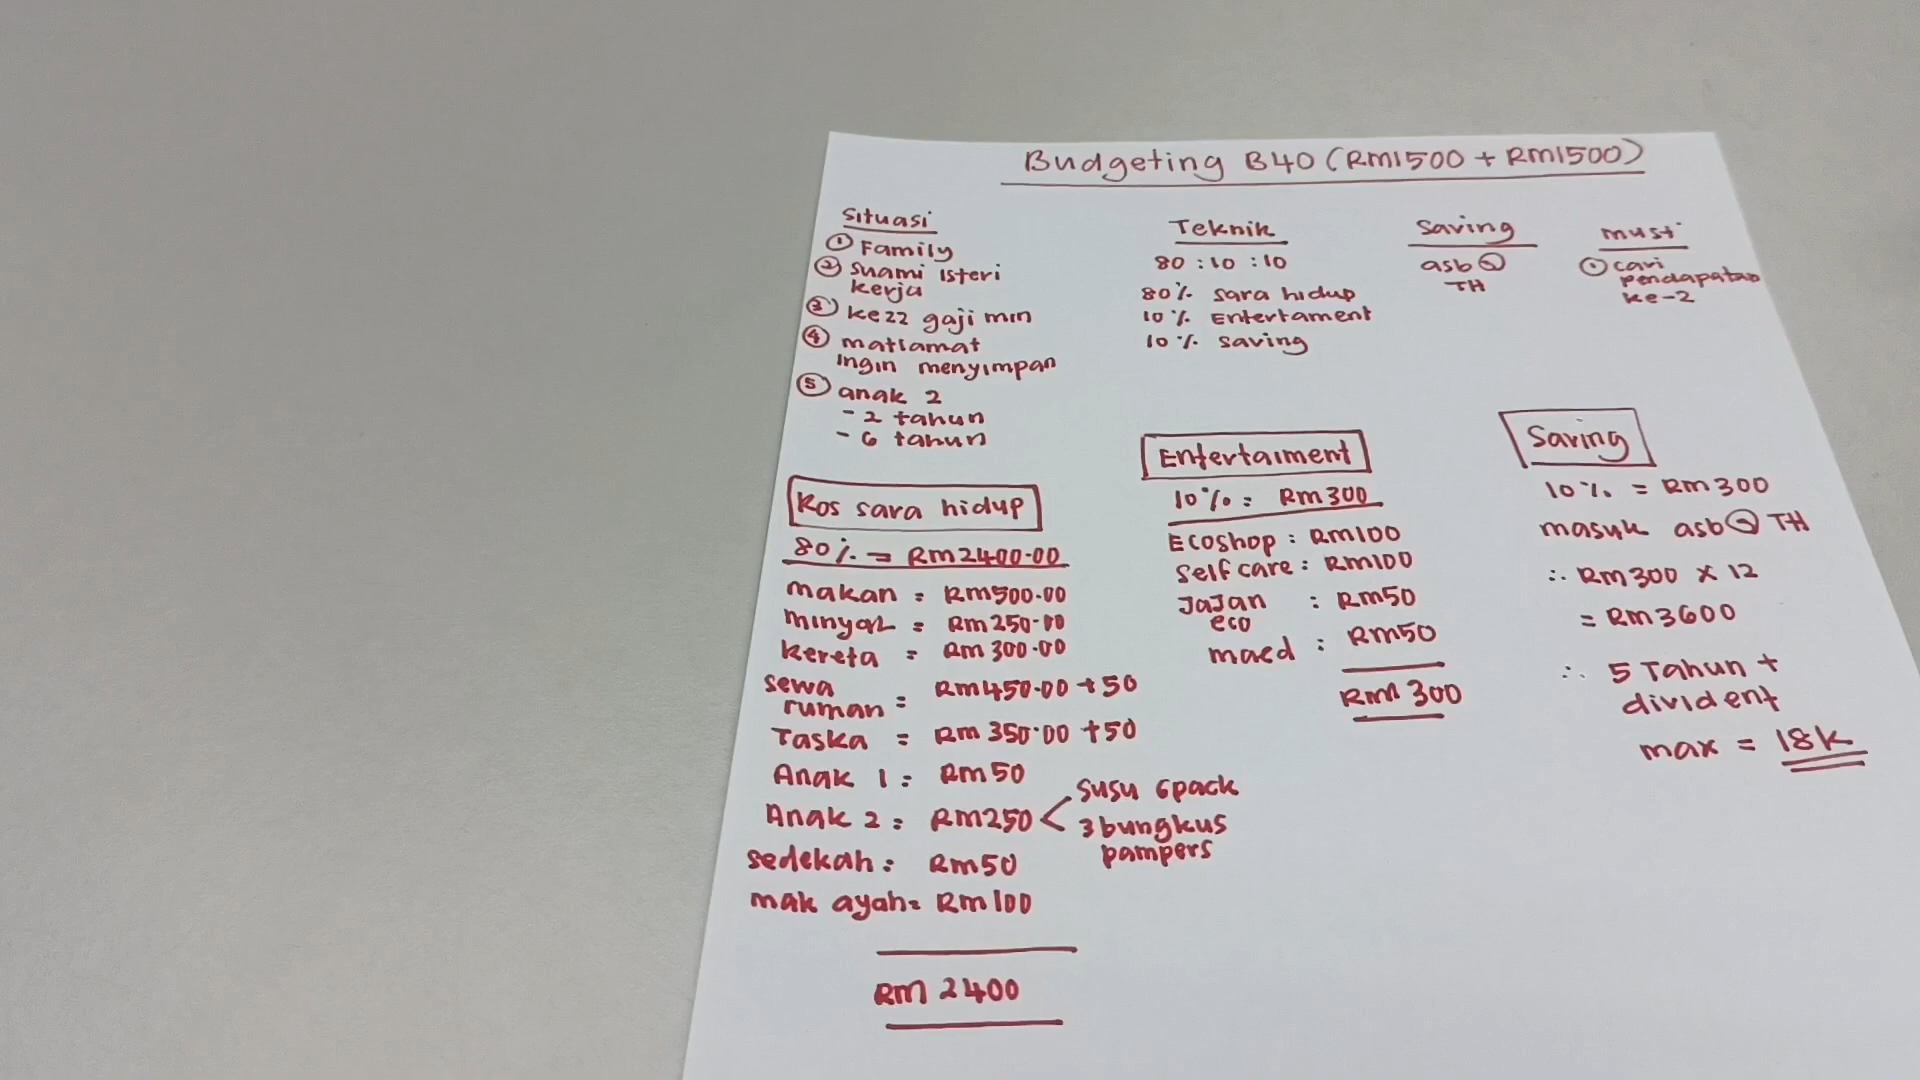 Budgeting B40 (RM1500 + RM1500)
Situasi
① Family
② suami isteri
kerja
③ ke22 gaji min
④ matlamat
ingin menyimpan
⑤ anak 2
- 2 tahun
- 6 tahun
Teknik
80 : 10 : 10
80% sara hidup
10% Entertament
10% saving
Saving
asb
TH
must
① cari
pendapatan
ke-2
Kos sara hidup
80% = RM2400.00
makan = RM500.00
minyak = RM250.00
kereta = RM300.00
sewa
rumah = RM450.00 + 50
Taska = RM350.00 + 50
Anak 1 : RM50
Anak 2 : RM250 < susu 6pack
3 bungkus
pampers
sedekah : RM50
mak ayah = RM100
RM 2400
Entertaiment
10% = RM300
Ecoshop : RM100
selfcare : RM100
JaJan : RM50
eco
maed : RM50
RM 300
Saving
10% = RM300
masuk asb TH
∴ RM300 x 12
= RM3600
∴ 5 Tahun +
divident
max = 18K